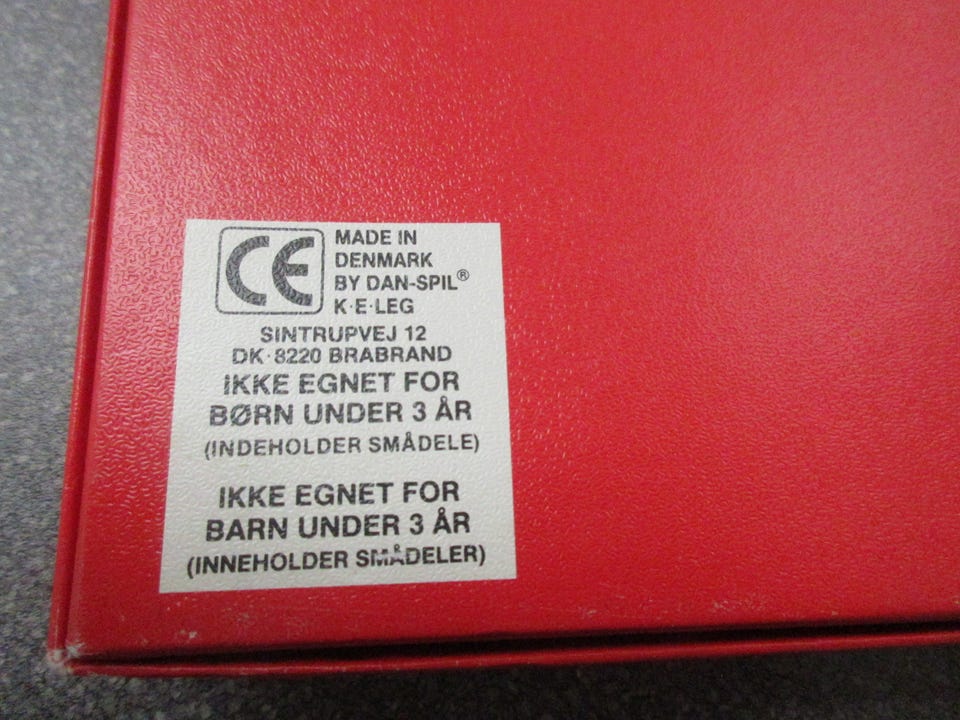 CE
MADE IN
DENMARK
BY DAN-SPIL®
K·E·LEG
SINTRUPVEJ 12
DK·8220 BRABRAND
IKKE EGNET FOR
BØRN UNDER 3 ÅR
(INDEHOLDER SMÅDELE)
IKKE EGNET FOR
BARN UNDER 3 ÅR
(INNEHOLDER SMÅDELER)